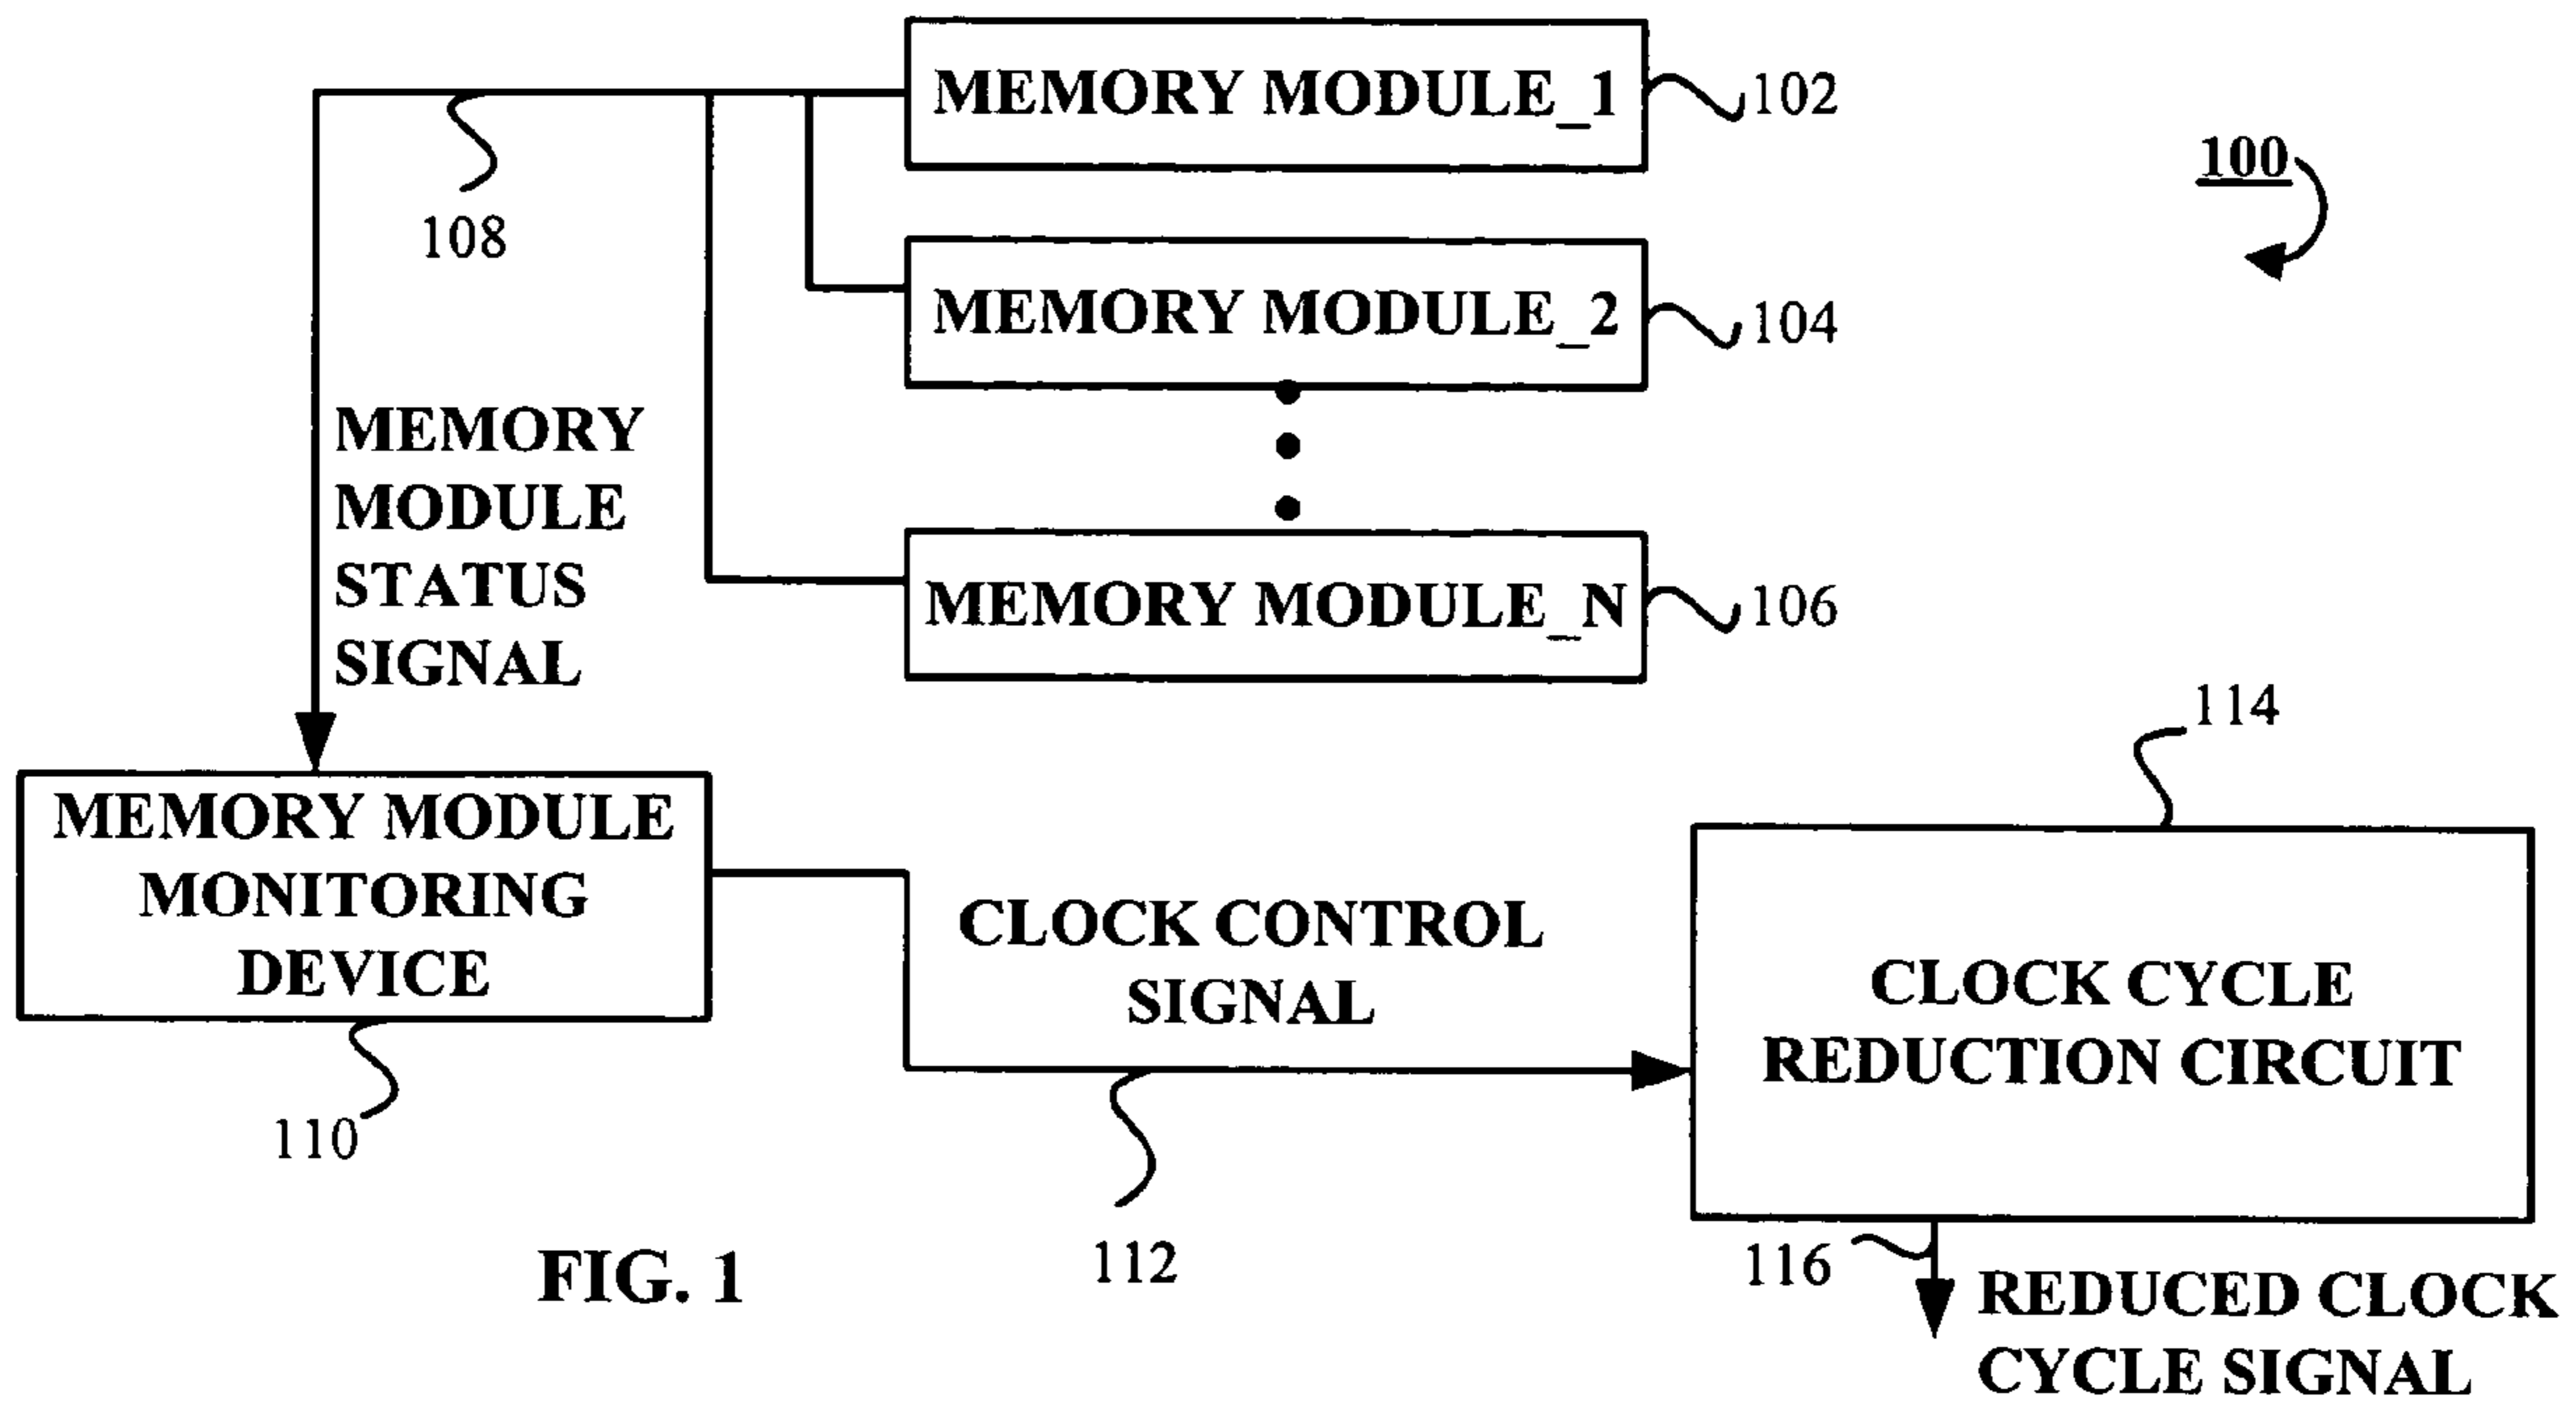 MEMORY MODULE_1
102
100
108
MEMORY MODULE_2
104
MEMORY
MODULE
STATUS
SIGNAL
MEMORY MODULE_N
106
114
MEMORY MODULE
MONITORING
DEVICE
110
CLOCK CONTROL
SIGNAL
112
CLOCK CYCLE
REDUCTION CIRCUIT
116
REDUCED CLOCK
CYCLE SIGNAL
FIG. 1